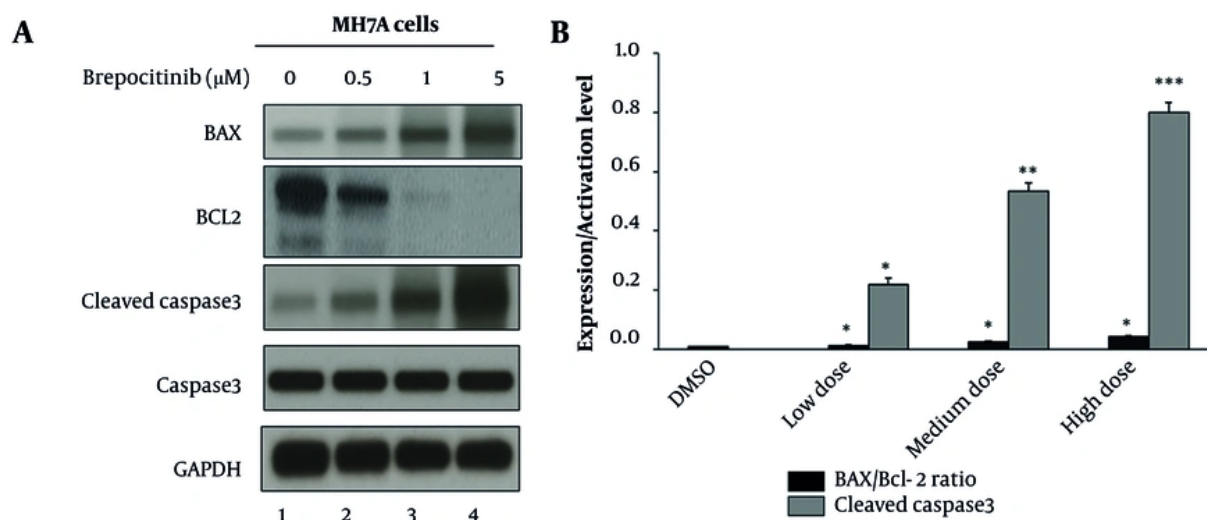 A
MH7A cells
Brepocitinib (μM) 0 0.5 1 5
BAX
BCL2
Cleaved caspase3
Caspase3
GAPDH
1 2 3 4
B
Expression/Activation level
1.0
0.8
0.6
0.4
0.2
0.0
*
*
*
**
*
***
DMSO
Low dose
Medium dose
High dose
BAX/Bcl-2 ratio
Cleaved caspase3